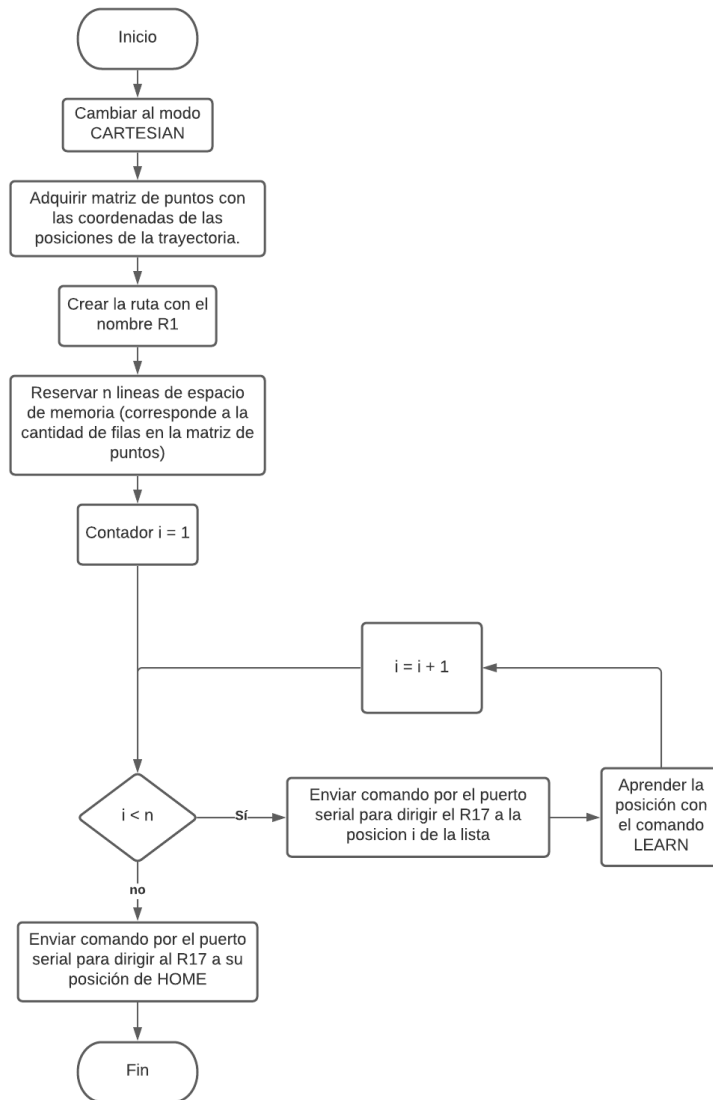 Inicio
Cambiar al modo
CARTESIAN
Adquirir matriz de puntos con
las coordenadas de las
posiciones de la trayectoria.
Crear la ruta con el
nombre R1
Reservar n lineas de espacio
de memoria (corresponde a la
cantidad de filas en la matriz de
puntos)
Contador i = 1
i = i + 1
i < n
Sí
Enviar comando por el puerto
serial para dirigir el R17 a la
posicion i de la lista
Aprender la
posición con
el comando
LEARN
no
Enviar comando por el puerto
serial para dirigir al R17 a su
posición de HOME
Fin